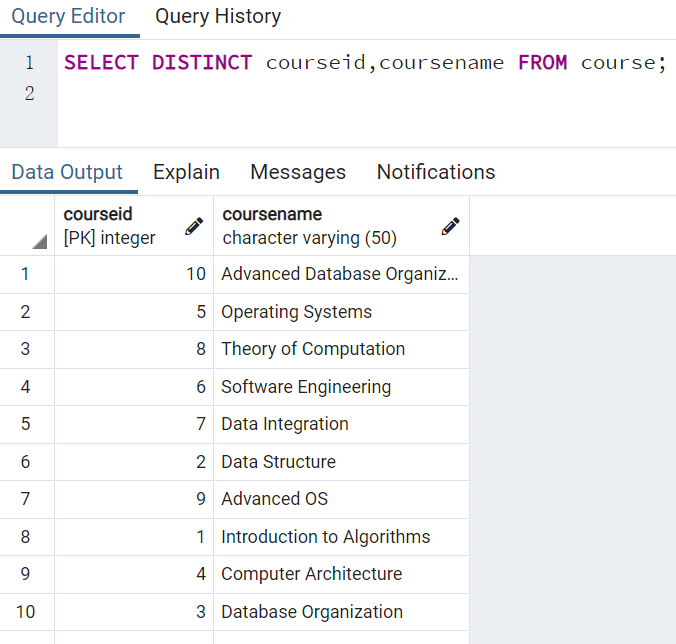 Query Editor Query History
1 SELECT DISTINCT courseid,coursename FROM course;
2
Data Output Explain Messages Notifications
courseid coursename
[PK] integer character varying (50)
1 10 Advanced Database Organiz...
2 5 Operating Systems
3 8 Theory of Computation
4 6 Software Engineering
5 7 Data Integration
6 2 Data Structure
7 9 Advanced OS
8 1 Introduction to Algorithms
9 4 Computer Architecture
10 3 Database Organization